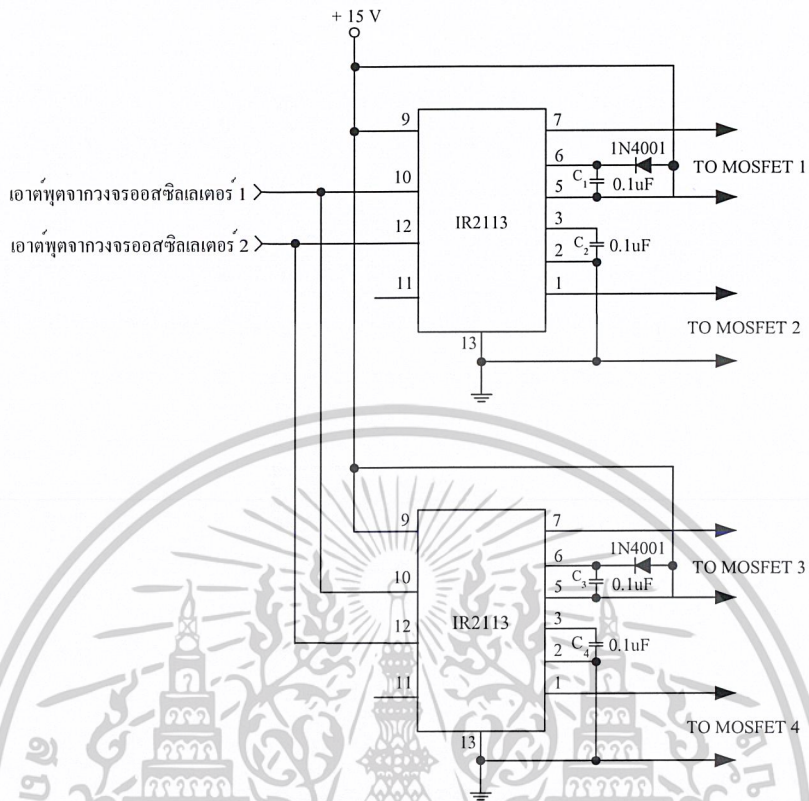 + 15 V
9
7
1N4001
6
TO MOSFET 1
10
C1 0.1uF
5
เอาต์พุตจากวงจรออสซิลเลเตอร์ 1
IR2113
3
12
C2 0.1uF
เอาต์พุตจากวงจรออสซิลเลเตอร์ 2
2
11
1
13
TO MOSFET 2
9
7
1N4001
6
TO MOSFET 3
10
C3 0.1uF
5
IR2113
3
12
C4 0.1uF
2
11
1
13
TO MOSFET 4